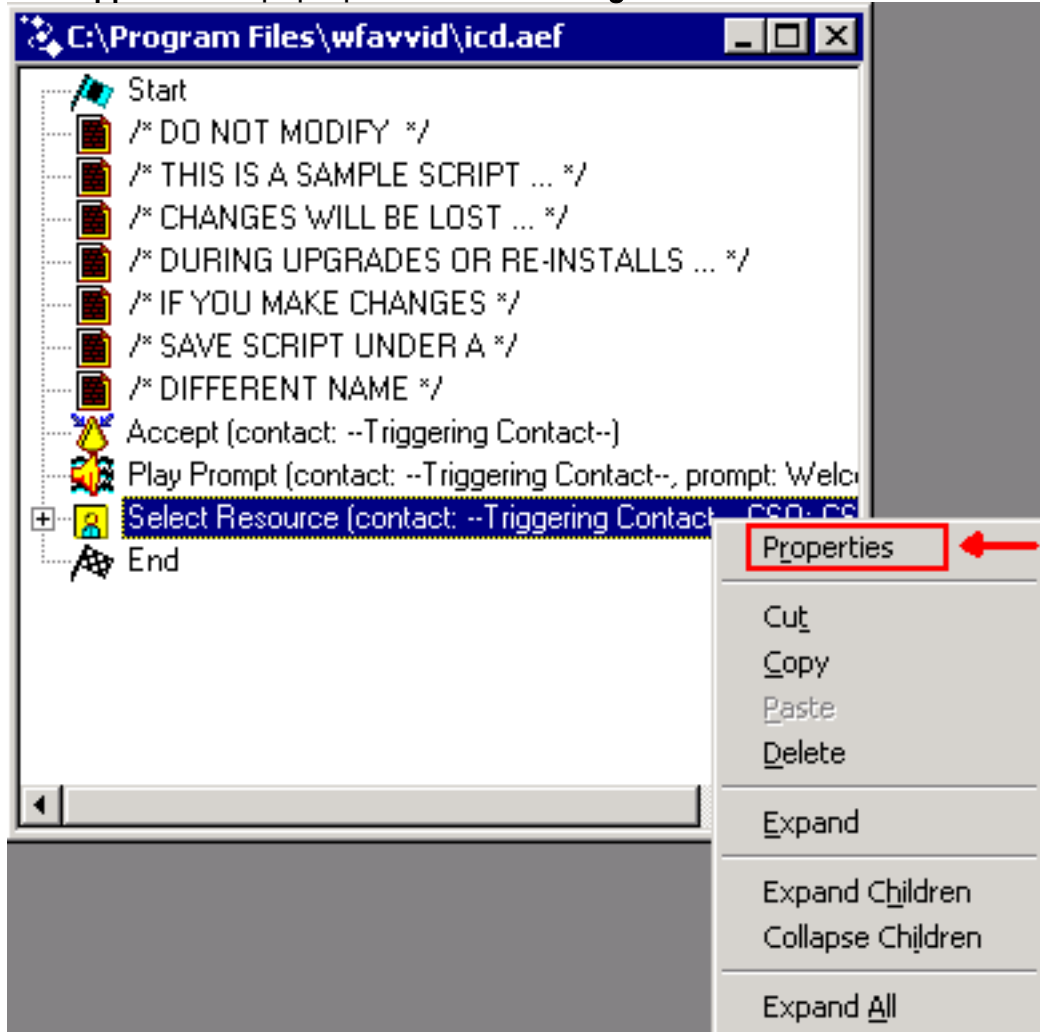 C:\Program Files\wfavvid\icd.aef
Start
/* DO NOT MODIFY */
/* THIS IS A SAMPLE SCRIPT ... */
/* CHANGES WILL BE LOST ... */
/* DURING UPGRADES OR RE-INSTALLS ... */
/* IF YOU MAKE CHANGES */
/* SAVE SCRIPT UNDER A */
/* DIFFERENT NAME */
Accept (contact: --Triggering Contact--)
Play Prompt (contact: --Triggering Contact--, prompt: Welc
Select Resource (contact: --Triggering Contact
End
Properties
Cut
Copy
Paste
Delete
Expand
Expand Children
Collapse Children
Expand All